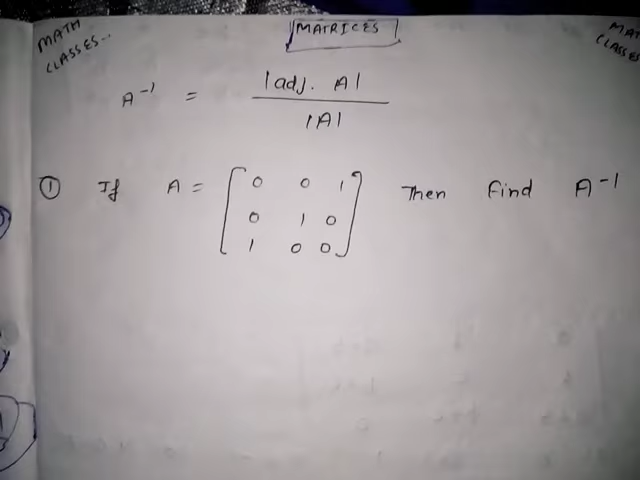 MATH CLASSES...
MATRICES
MAT
CLASSES
A⁻¹ = |adj. A| / |A|
① If A = [ 0 0 1 Then Find A⁻¹
0 1 0
1 0 0 ]